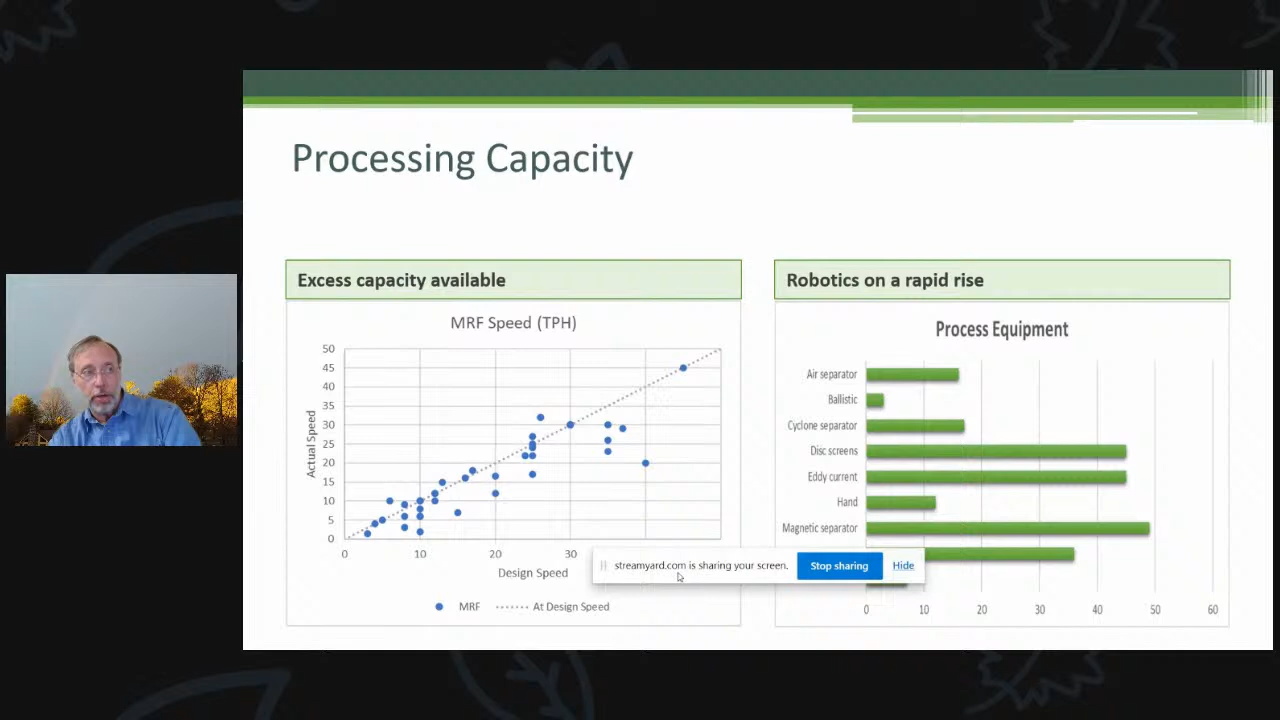 Processing Capacity
Excess capacity available
MRF Speed (TPH)
50
45
40
35
30
25
20
15
10
5
0
Actual Speed
0 10 20 30
Design Speed
MRF At Design Speed
Robotics on a rapid rise
Process Equipment
Air separator
Ballistic
Cyclone separator
Disc screens
Eddy current
Hand
Magnetic separator
0 10 20 30 40 50 60
streamyard.com is sharing your screen. Stop sharing Hide